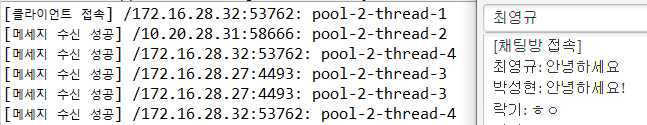 [클라이언트 접속] /172.16.28.32:53762: pool-2-thread-1
[메세지 수신 성공] /10.20.28.31:58666: pool-2-thread-2
[메세지 수신 성공] /172.16.28.32:53762: pool-2-thread-4
[메세지 수신 성공] /172.16.28.27:4493: pool-2-thread-3
[메세지 수신 성공] /172.16.28.27:4493: pool-2-thread-3
[메세지 수신 성공] /172.16.28.32:53762: pool-2-thread-4
최영규
[채팅방 접속]
최영규: 안녕하세요
박성현: 안녕하세요!
락기: ㅎㅇ